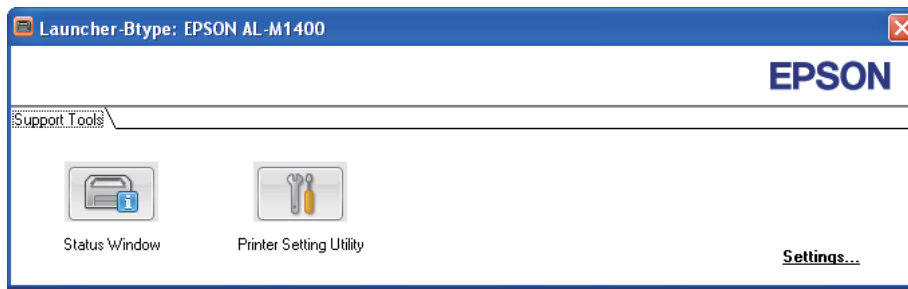 Launcher-Btype: EPSON AL-M1400
EPSON
Support Tools
Status Window
Printer Setting Utility
Settings...